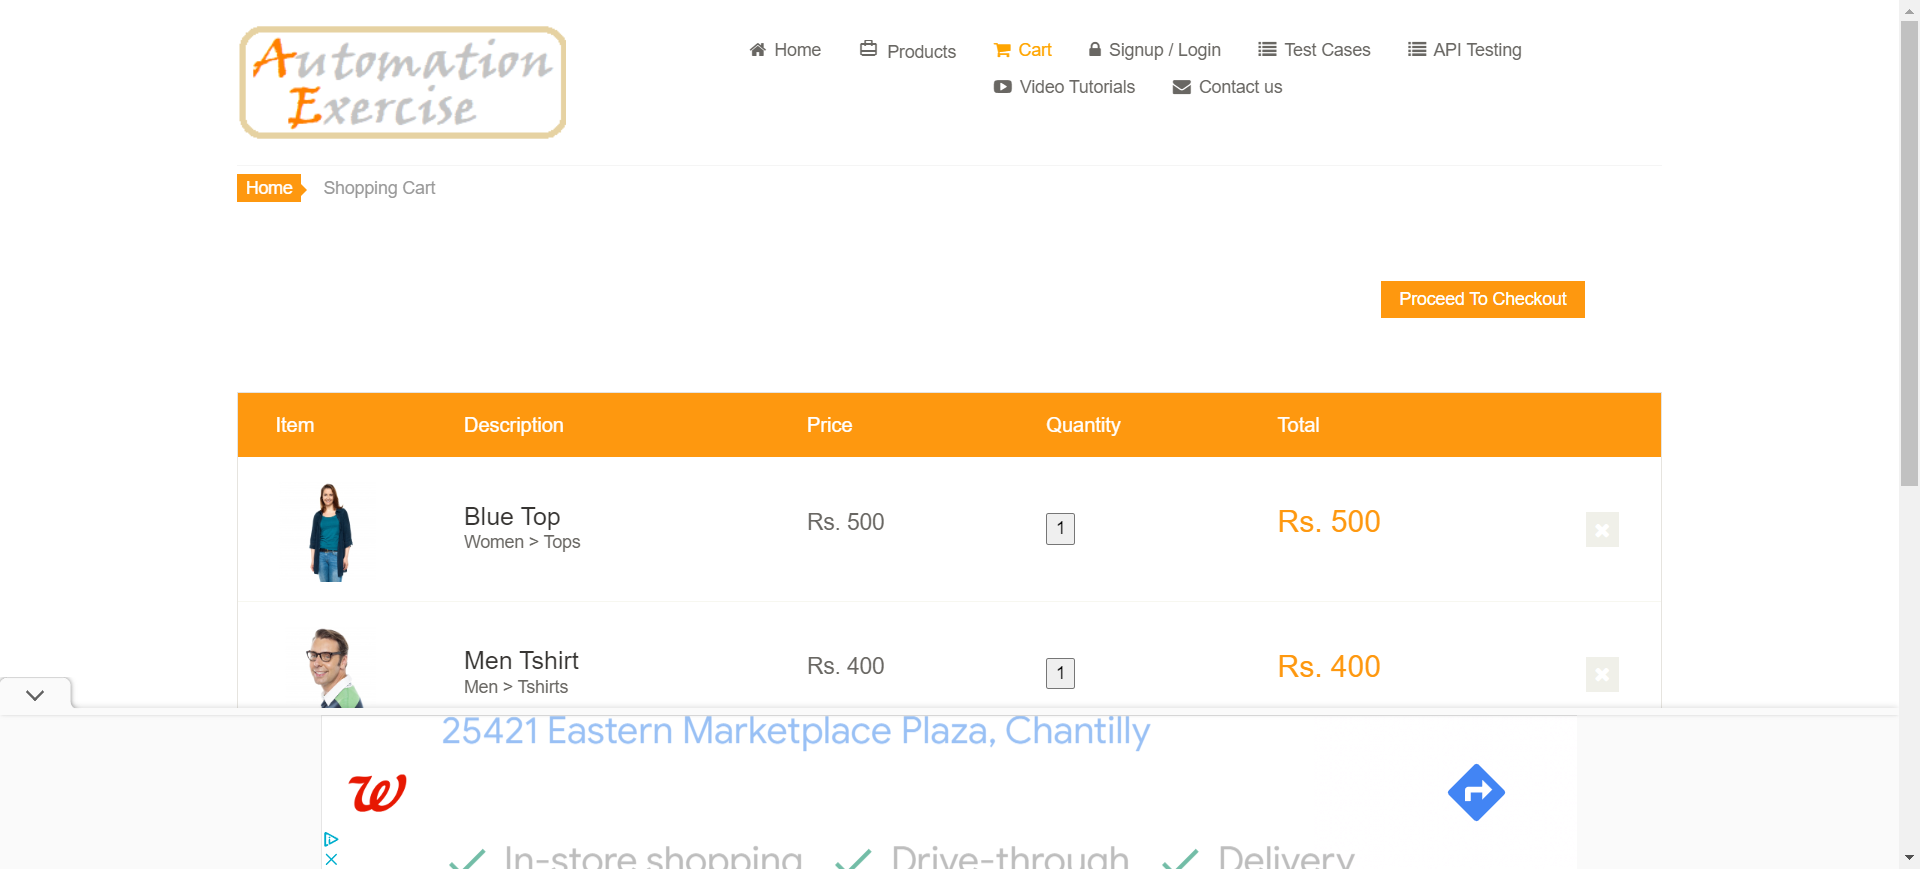 Automation
Exercise
Home
Products
Cart
Signup / Login
Test Cases
API Testing
Video Tutorials
Contact us
Home
Shopping Cart
Proceed To Checkout
Item Description Price Quantity Total
Blue Top
Women > Tops
Rs. 500
1
Rs. 500
Men Tshirt
Men > Tshirts
Rs. 400
1
Rs. 400
25421 Eastern Marketplace Plaza, Chantilly
In-store shopping
Drive-through
Delivery